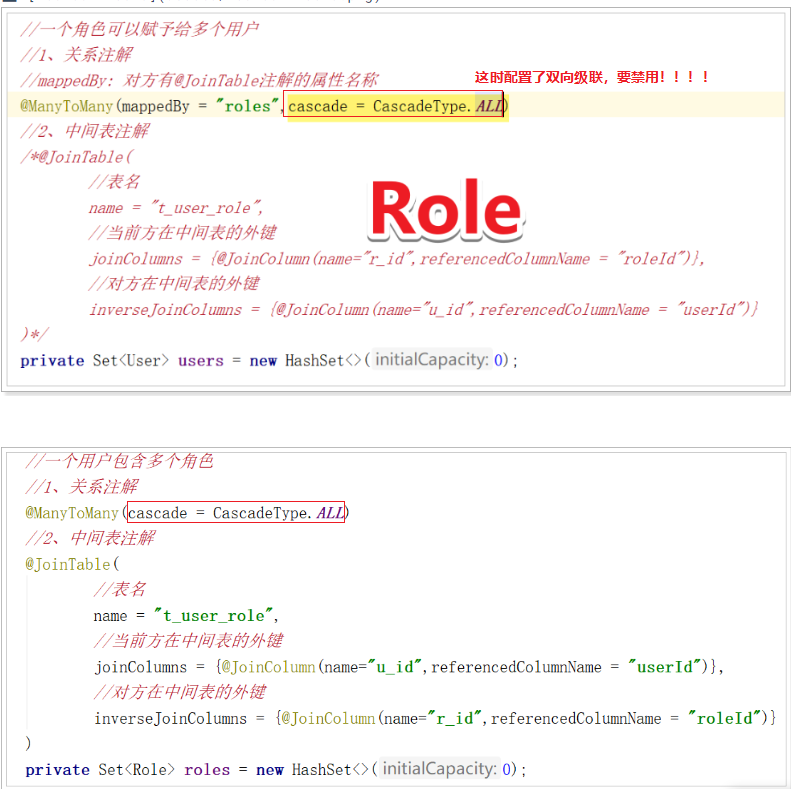 //一个角色可以赋予给多个用户
//1、关系注解
//mappedBy: 对方有@JoinTable注解的属性名称
这时配置了双向级联，要禁用！！！！
@ManyToMany(mappedBy = "roles",cascade = CascadeType.ALL)
//2、中间表注解
/*@JoinTable(
//表名
name = "t_user_role",
//当前方在中间表的外键
joinColumns = {@JoinColumn(name="r_id",referencedColumnName = "roleId")},
//对方在中间表的外键
inverseJoinColumns = {@JoinColumn(name="u_id",referencedColumnName = "userId")}
)*/
private Set<User> users = new HashSet<>( initialCapacity: 0);
Role
//一个用户包含多个角色
//1、关系注解
@ManyToMany(cascade = CascadeType.ALL)
//2、中间表注解
@JoinTable(
//表名
name = "t_user_role",
//当前方在中间表的外键
joinColumns = {@JoinColumn(name="u_id",referencedColumnName = "userId")},
//对方在中间表的外键
inverseJoinColumns = {@JoinColumn(name="r_id",referencedColumnName = "roleId")}
)
private Set<Role> roles = new HashSet<>( initialCapacity: 0);